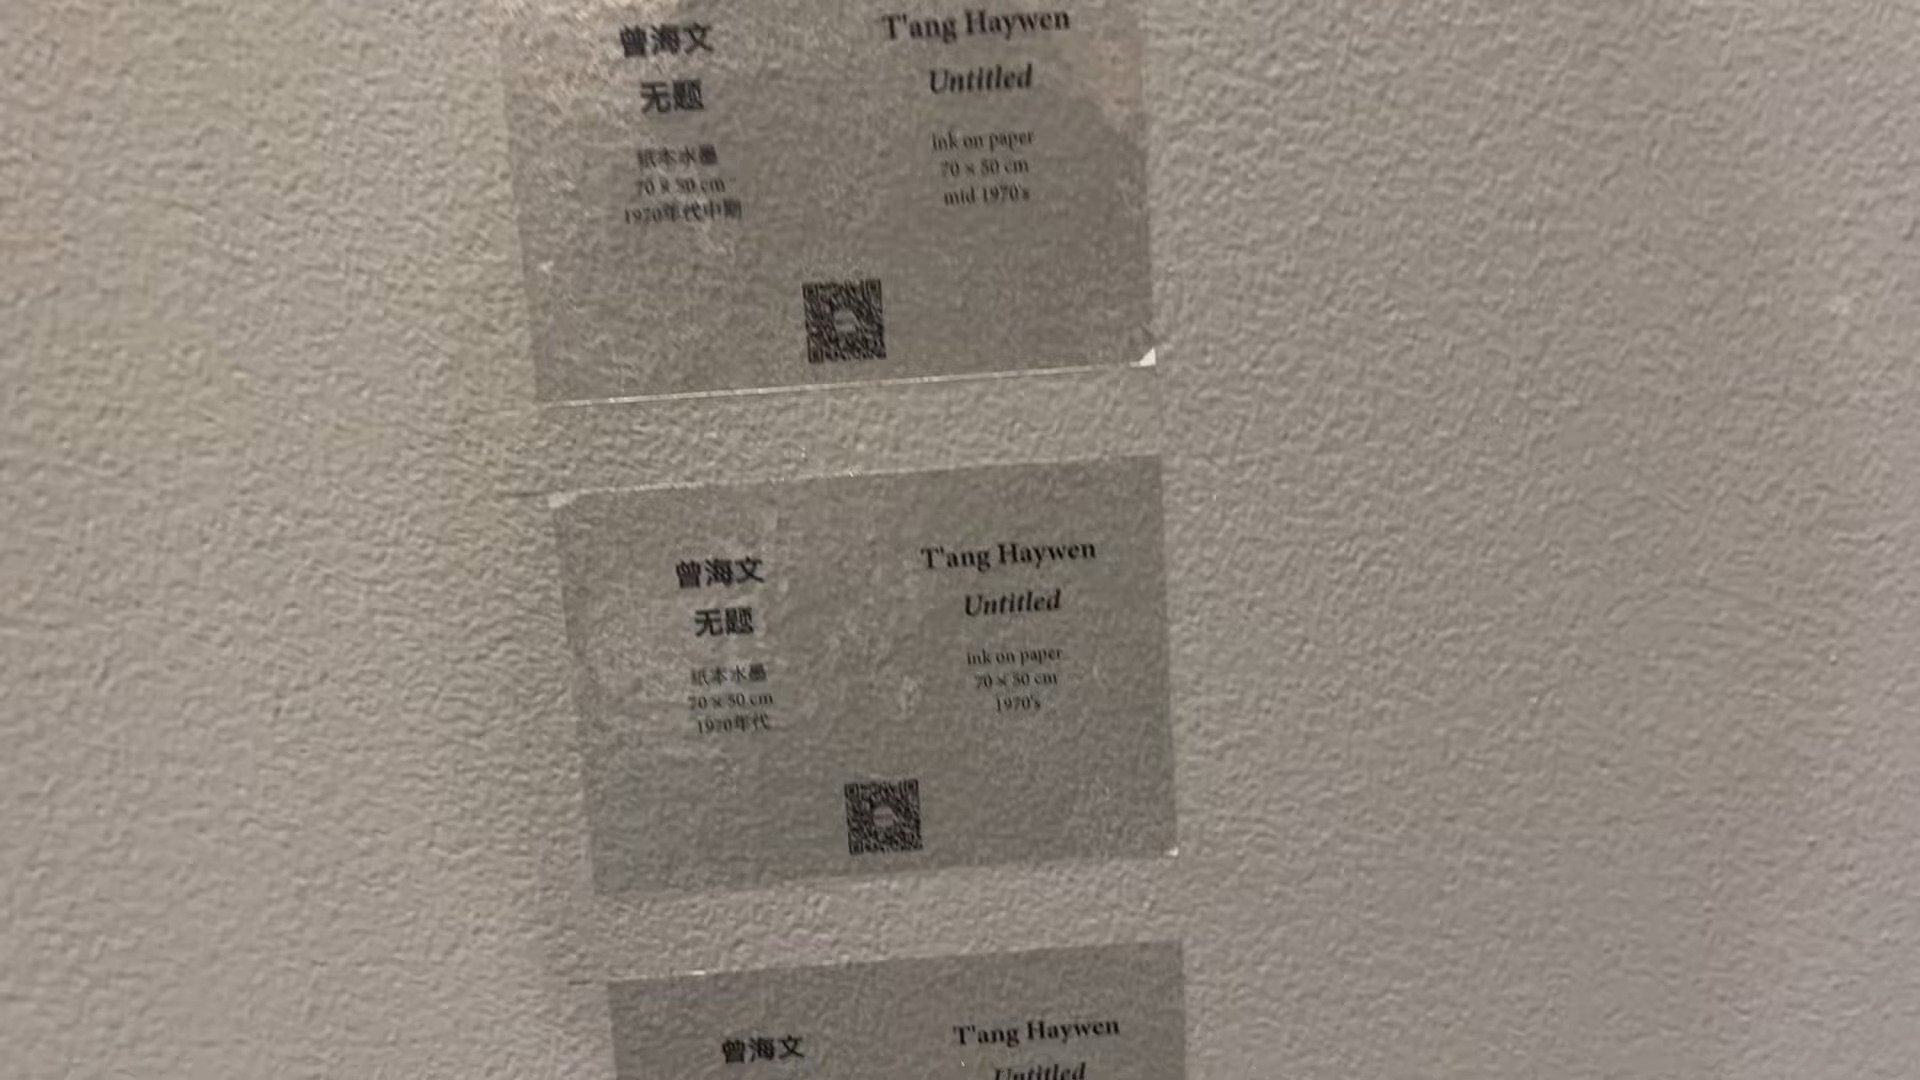 曾海文
无题
纸本水墨
70 × 50 cm
1970年代中期
T'ang Haywen
Untitled
ink on paper
70 × 50 cm
mid 1970's
曾海文
无题
纸本水墨
70 × 50 cm
1970年代
T'ang Haywen
Untitled
ink on paper
70 × 50 cm
1970's
曾海文
T'ang Haywen
Untitled